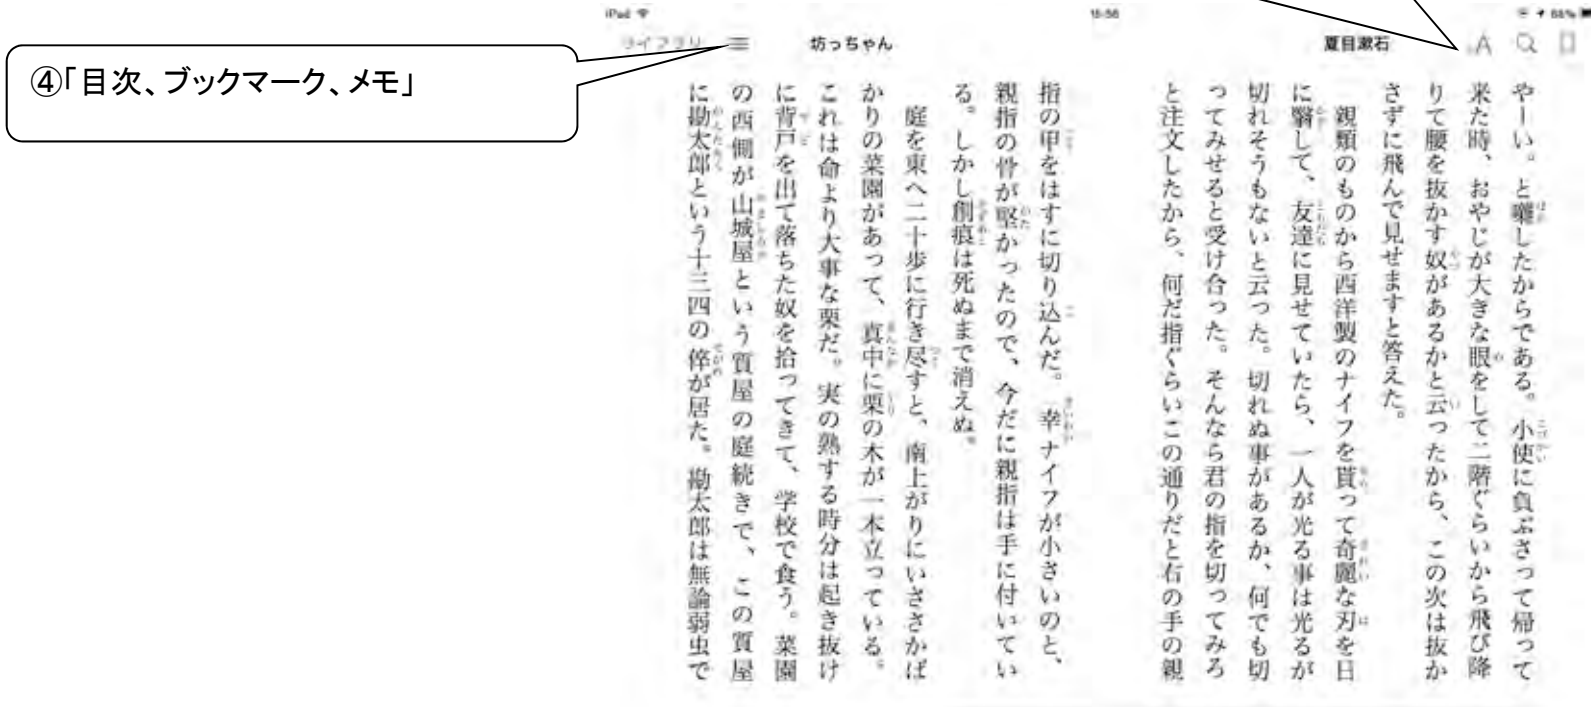 iPad
15:56
④「目次、ブックマーク、メモ」
ライブラリ
坊っちゃん
夏目漱石
やーい。と囃したからである。小使に負ぶさって帰って
来た時、おやじが大きな眼をして二階ぐらいから飛び降
りて腰を抜かす奴があるかと云ったから、この次は抜か
さずに飛んで見せますと答えた。
親類のものから西洋製のナイフを貰って奇麗な刃を日
に翳して、友達に見せていたら、一人が光る事は光るが
切れそうもないと云った。切れぬ事があるか、何でも切
ってみせると受け合った。そんなら君の指を切ってみろ
と注文したから、何だ指ぐらいこの通りだと右の手の親
指の甲をはすに切り込んだ。幸ナイフが小さいのと、
親指の骨が堅かったので、今だに親指は手に付いてい
る。しかし創痕は死ぬまで消えぬ。
庭を東へ二十歩に行き尽すと、南上がりにいささかば
かりの菜園があって、真中に栗の木が一本立っている。
これは命より大事な栗だ。実の熟する時分は起き抜け
に背戸を出て落ちた奴を拾ってきて、学校で食う。菜園
の西側が山城屋という質屋の庭続きで、この質屋
に勘太郎という十三四の倅が居た。勘太郎は無論弱虫で